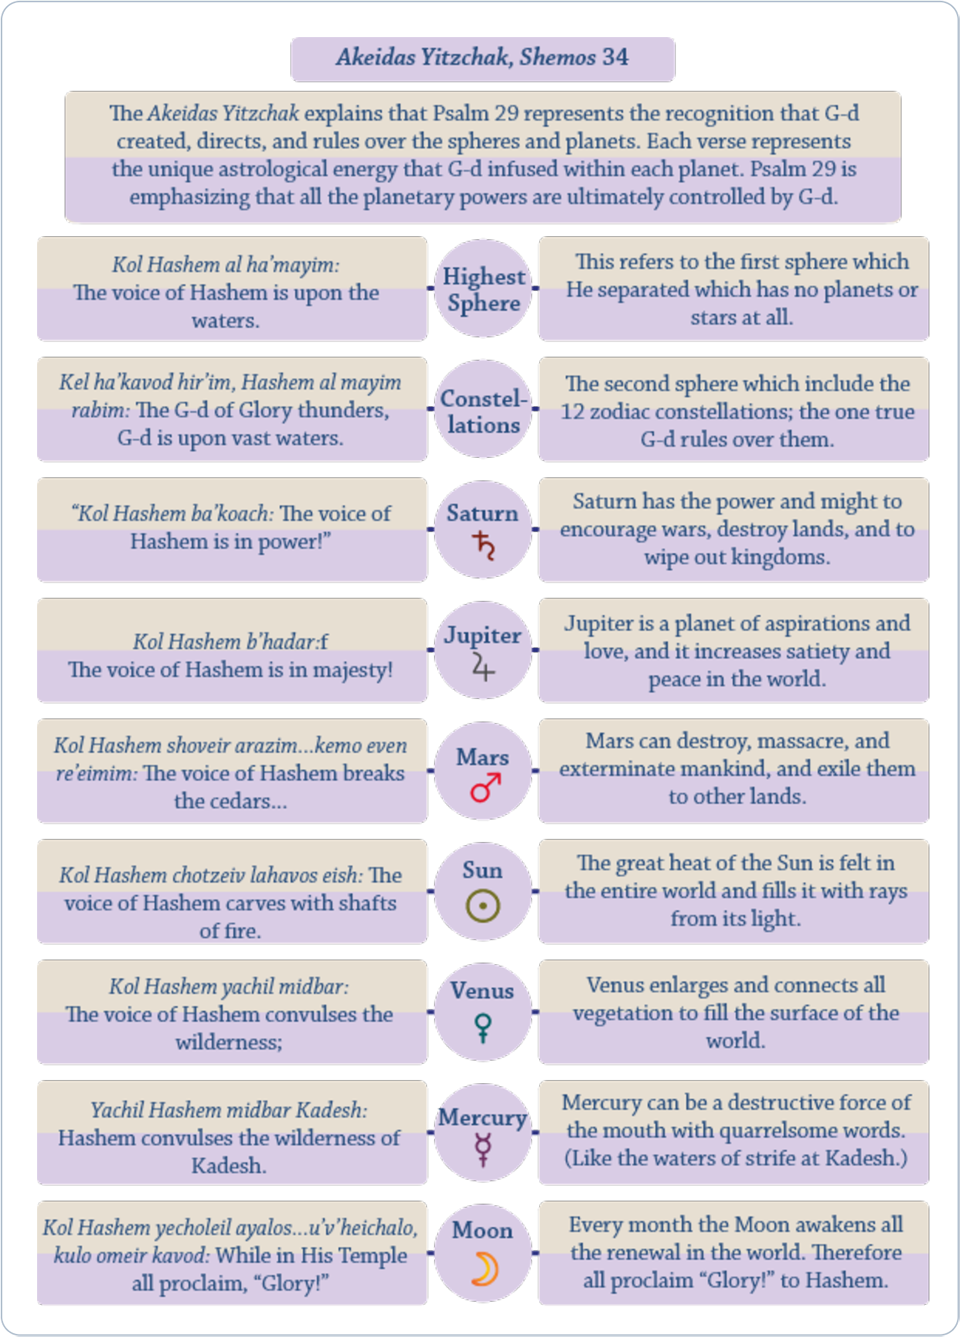 Akeidas Yitzchak, Shemos 34
The Akeidas Yitzchak explains that Psalm 29 represents the recognition that G-d
created, directs, and rules over the spheres and planets. Each verse represents
the unique astrological energy that G-d infused within each planet. Psalm 29 is
emphasizing that all the planetary powers are ultimately controlled by G-d.
Kol Hashem al ha’mayim:
The voice of Hashem is upon the
waters.
Highest
Sphere
This refers to the first sphere which
He separated which has no planets or
stars at all.
Kel ha’kavod hir’im, Hashem al mayim
rabim: The G-d of Glory thunders,
G-d is upon vast waters.
Constel-
lations
The second sphere which include the
12 zodiac constellations; the one true
G-d rules over them.
“Kol Hashem ba’koach: The voice of
Hashem is in power!”
Saturn
Saturn has the power and might to
encourage wars, destroy lands, and to
wipe out kingdoms.
Kol Hashem b’hadar:f
The voice of Hashem is in majesty!
Jupiter
Jupiter is a planet of aspirations and
love, and it increases satiety and
peace in the world.
Kol Hashem shoveir arazim...kemo even
re’eimim: The voice of Hashem breaks
the cedars...
Mars
Mars can destroy, massacre, and
exterminate mankind, and exile them
to other lands.
Kol Hashem chotzeiv lahavos eish: The
voice of Hashem carves with shafts
of fire.
Sun
The great heat of the Sun is felt in
the entire world and fills it with rays
from its light.
Kol Hashem yachil midbar:
The voice of Hashem convulses the
wilderness;
Venus
Venus enlarges and connects all
vegetation to fill the surface of the
world.
Yachil Hashem midbar Kadesh:
Hashem convulses the wilderness of
Kadesh.
Mercury
Mercury can be a destructive force of
the mouth with quarrelsome words.
(Like the waters of strife at Kadesh.)
Kol Hashem yecholeil ayalos...u’v’heichalo,
kulo omeir kavod: While in His Temple
all proclaim, “Glory!”
Moon
Every month the Moon awakens all
the renewal in the world. Therefore
all proclaim “Glory!” to Hashem.